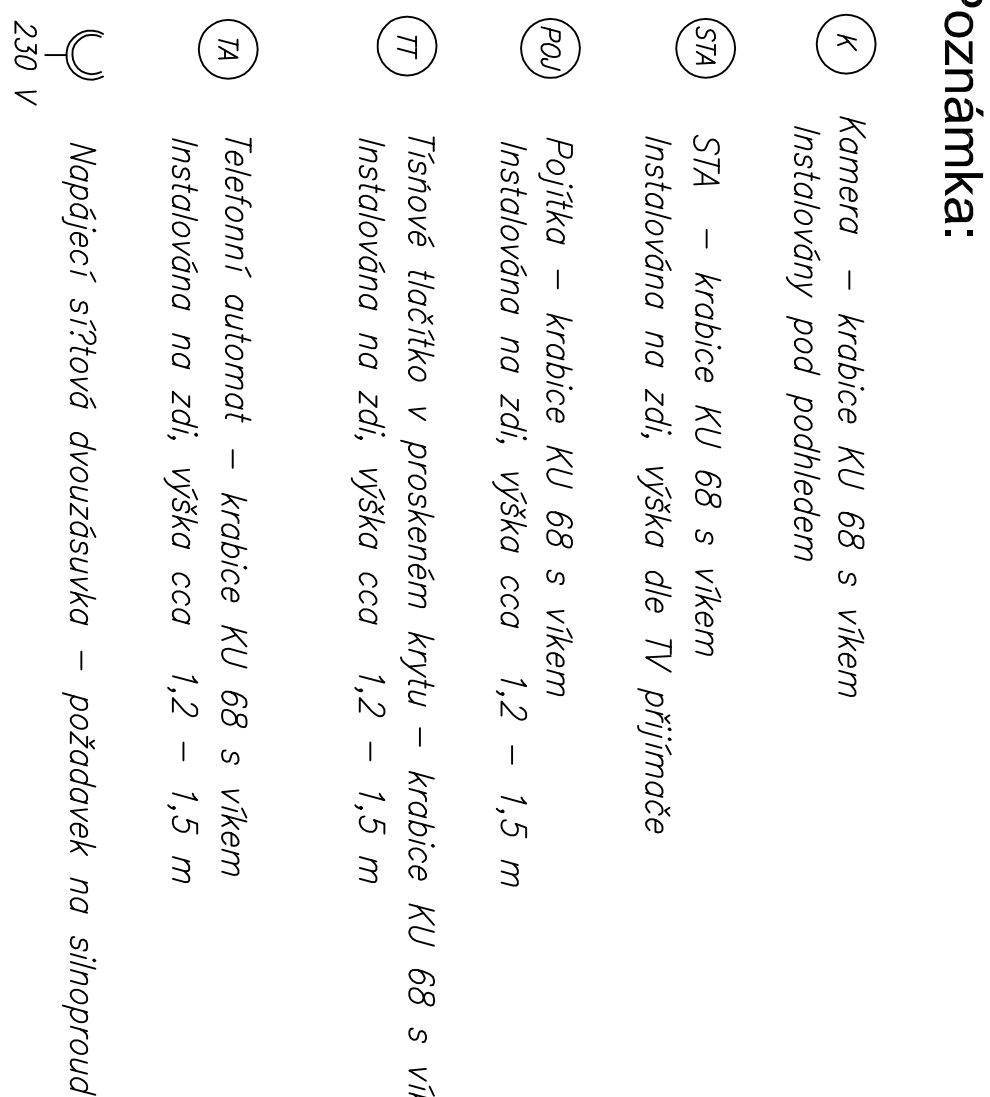 Poznámka:
K Kamera – krabice KU 68 s víkem
Instalovány pod podhledem
STA STA – krabice KU 68 s víkem
Instalována na zdi, výška dle TV přijímače
POJ Pojítka – krabice KU 68 s víkem
Instalována na zdi, výška cca 1,2 – 1,5 m
TT Tísňové tlačítko v proskeném krytu – krabice KU 68 s
Instalována na zdi, výška cca 1,2 – 1,5 m
TA Telefonní automat – krabice KU 68 s víkem
Instalována na zdi, výška cca 1,2 – 1,5 m
Napájecí sí?tová dvouzásuvka – požadavek na silnoproud
230 V